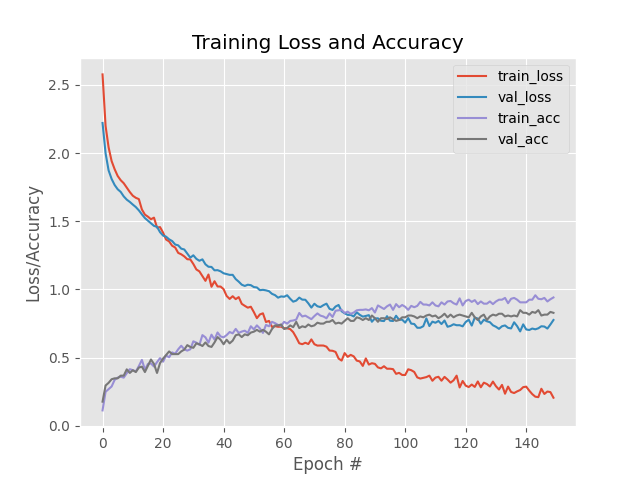 Training Loss and Accuracy
train_loss
val_loss
train_acc
val_acc
Loss/Accuracy
2.5
2.0
1.5
1.0
0.5
0.0
0 20 40 60 80 100 120 140
Epoch #